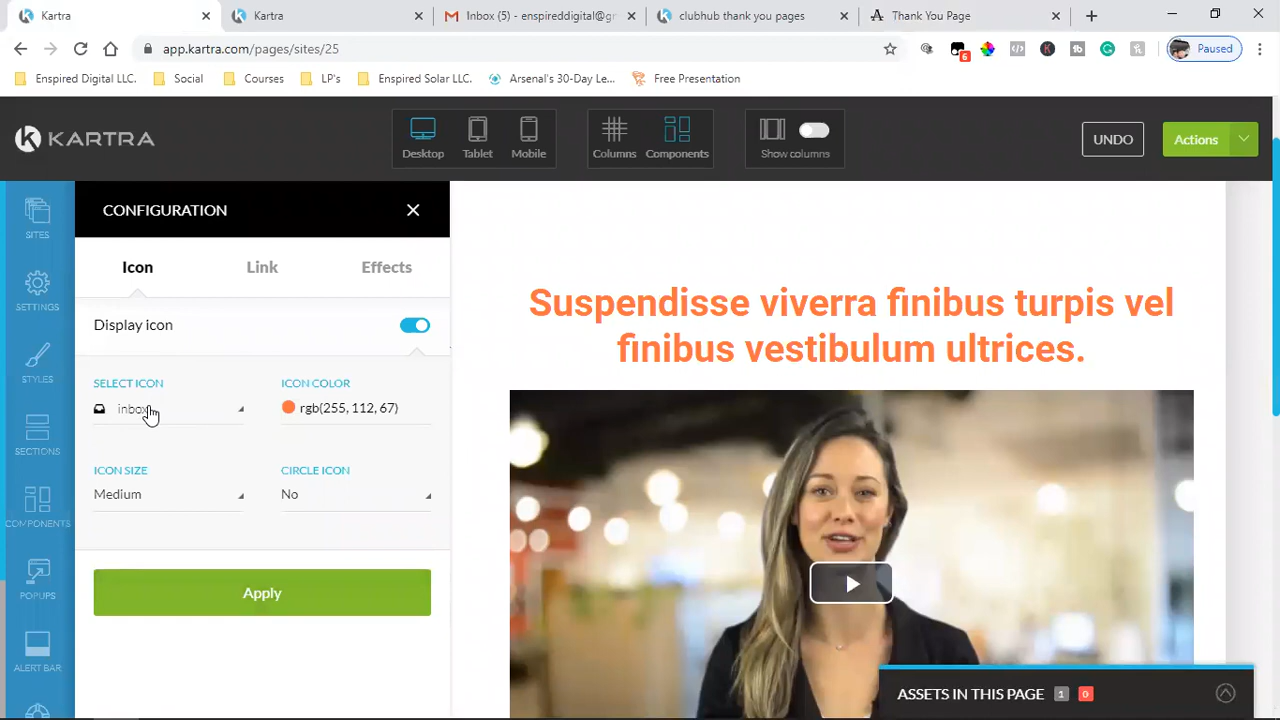 Kartra
Kartra
Inbox (5) - enspireddigital@gr
clubhub thank you pages
Thank You Page
app.kartra.com/pages/sites/25
6
Paused
Enspired Digital LLC.
Social
Courses
LP's
Enspired Solar LLC.
Arsenal's 30-Day Le...
Free Presentation
KARTRA
Desktop
Tablet
Mobile
Columns
Components
Show columns
UNDO
Actions
SITES
SETTINGS
STYLES
SECTIONS
COMPONENTS
POPUPS
ALERT BAR
CONFIGURATION
Icon
Link
Effects
Display icon
SELECT ICON
ICON COLOR
inbox
rgb(255, 112, 67)
ICON SIZE
CIRCLE ICON
Medium
No
Apply
Suspendisse viverra finibus turpis vel
finibus vestibulum ultrices.
ASSETS IN THIS PAGE 1 0